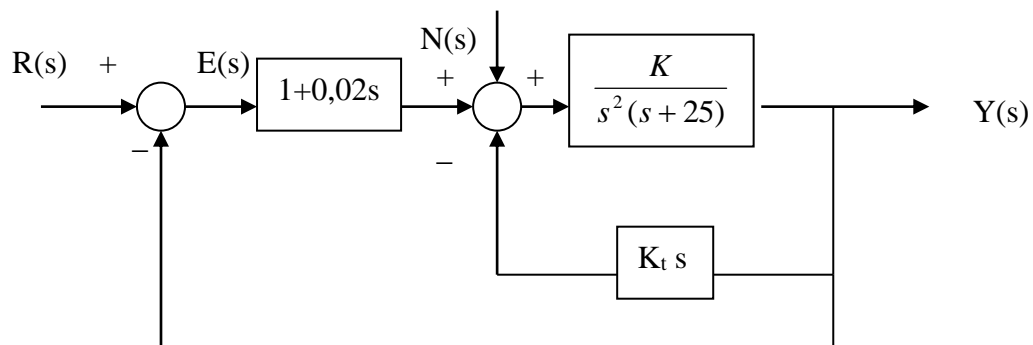 N(s)
R(s) + E(s) 1+0,02s + + K
s²(s + 25)
Y(s)
− −
Kₜ s